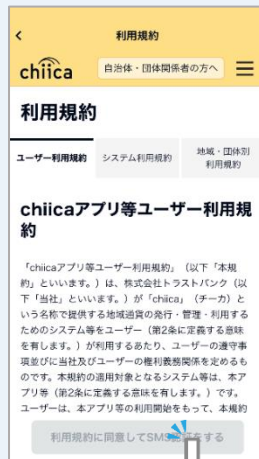 利用規約
chiica
自治体・団体関係者の方へ
利用規約
ユーザー利用規約
システム利用規約
地域・団体別
利用規約
chiicaアプリ等ユーザー利用規
約
「chiicaアプリ等ユーザー利用規約」（以下「本規
約」といいます。）は、株式会社トラストバンク（以
下「当社」といいます。）が「chiica」（チーカ）と
いう名称で提供する地域通貨の発行・管理・利用する
ためのシステム等をユーザー（第2条に定義する意味
を有します。）が利用するあたり、ユーザーの遵守事
項並びに当社及びユーザーの権利義務関係を定めるも
のです。本規約の適用対象となるシステム等は、本ア
プリ等（第2条に定義する意味を有します。）です。
ユーザーは、本アプリ等の利用開始をもって、本規約
利用規約に同意してSMS認証をする